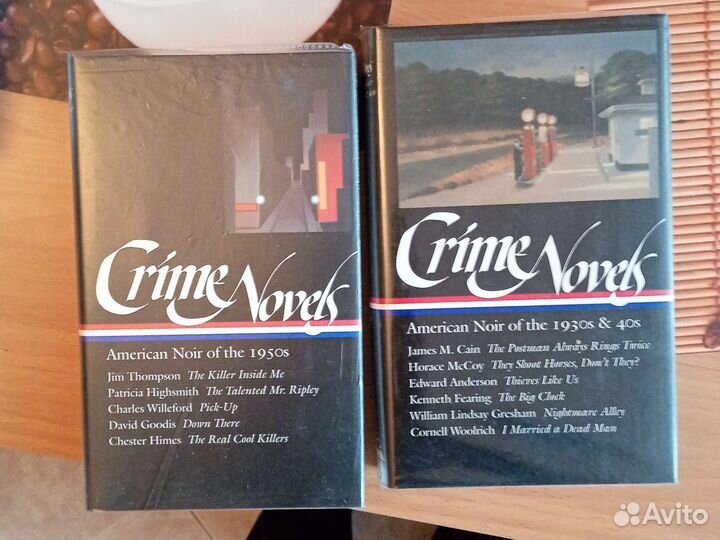 Crime Novels
American Noir of the 1950s
Jim Thompson The Killer Inside Me
Patricia Highsmith The Talented Mr. Ripley
Charles Willeford Pick-Up
David Goodis Down There
Chester Himes The Real Cool Killers
Crime Novels
American Noir of the 1930s & 40s
James M. Cain The Postman Always Rings Twice
Horace McCoy They Shoot Horses, Don't They?
Edward Anderson Thieves Like Us
Kenneth Fearing The Big Clock
William Lindsay Gresham Nightmare Alley
Cornell Woolrich I Married a Dead Man
Avito